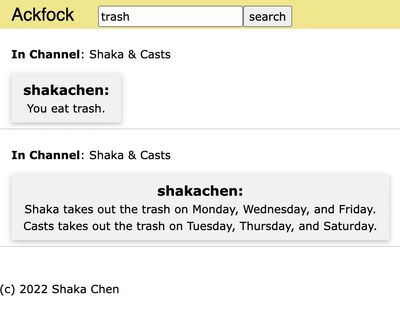 Ackfock trash search
In Channel: Shaka & Casts
shakachen:
You eat trash.
In Channel: Shaka & Casts
shakachen:
Shaka takes out the trash on Monday, Wednesday, and Friday.
Casts takes out the trash on Tuesday, Thursday, and Saturday.
(c) 2022 Shaka Chen